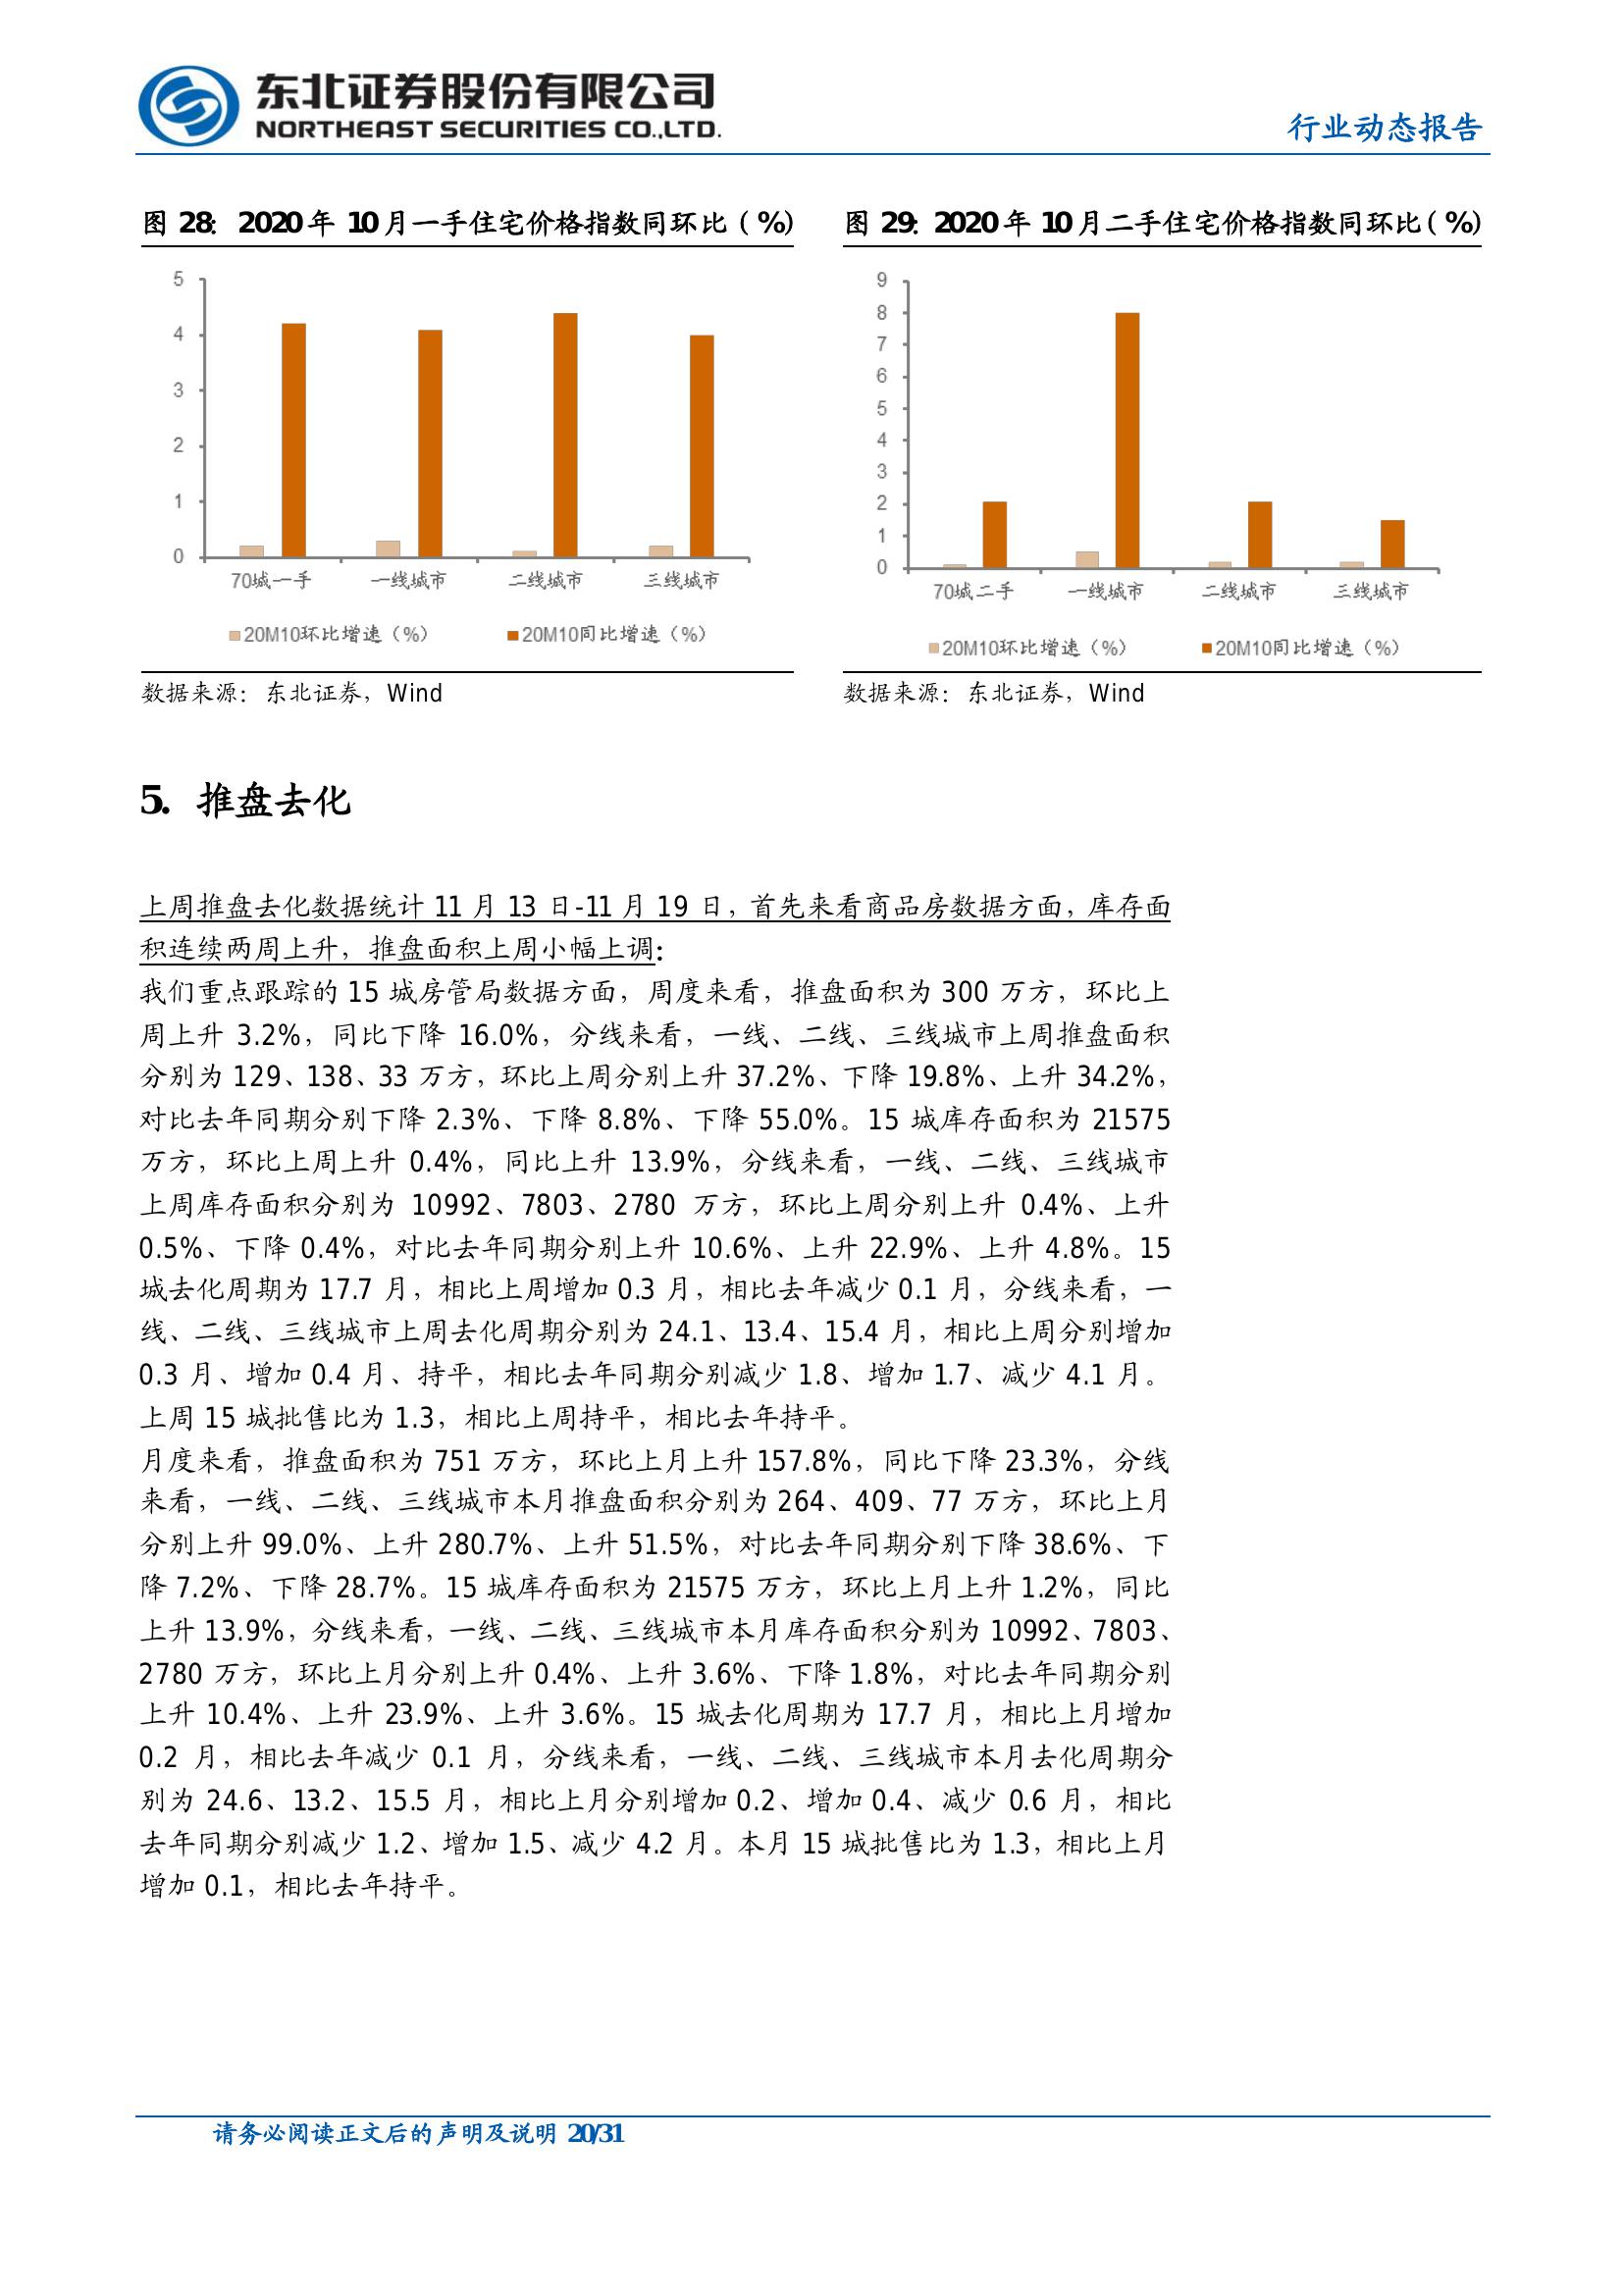 东北证券股份有限公司
NORTHEAST SECURITIES CO.,LTD.
行业动态报告
图 28： 2020 年 10 月一手住宅价格指数同环比（%）
5
4
3
2
1
0
70城一手 一线城市 二线城市 三线城市
20M10环比增速（%） 20M10同比增速（%）
数据来源：东北证券，Wind
图 29：2020 年 10 月二手住宅价格指数同环比（%）
9
8
7
6
5
4
3
2
1
0
70城二手 一线城市 二线城市 三线城市
20M10环比增速（%） 20M10同比增速（%）
数据来源：东北证券，Wind
5. 推盘去化
上周推盘去化数据统计 11 月 13 日-11 月 19 日，首先来看商品房数据方面，库存面
积连续两周上升，推盘面积上周小幅上调：
我们重点跟踪的 15 城房管局数据方面，周度来看，推盘面积为 300 万方，环比上
周上升 3.2%，同比下降 16.0%，分线来看，一线、二线、三线城市上周推盘面积
分别为 129、138、33 万方，环比上周分别上升 37.2%、下降 19.8%、上升 34.2%，
对比去年同期分别下降 2.3%、下降 8.8%、下降 55.0%。15 城库存面积为 21575
万方，环比上周上升 0.4%，同比上升 13.9%，分线来看，一线、二线、三线城市
上周库存面积分别为 10992、7803、2780 万方，环比上周分别上升 0.4%、上升
0.5%、下降 0.4%，对比去年同期分别上升 10.6%、上升 22.9%、上升 4.8%。15
城去化周期为 17.7 月，相比上周增加 0.3 月，相比去年减少 0.1 月，分线来看，一
线、二线、三线城市上周去化周期分别为 24.1、13.4、15.4 月，相比上周分别增加
0.3 月、增加 0.4 月、持平，相比去年同期分别减少 1.8、增加 1.7、减少 4.1 月。
上周 15 城批售比为 1.3，相比上周持平，相比去年持平。
月度来看，推盘面积为 751 万方，环比上月上升 157.8%，同比下降 23.3%，分线
来看，一线、二线、三线城市本月推盘面积分别为 264、409、77 万方，环比上月
分别上升 99.0%、上升 280.7%、上升 51.5%，对比去年同期分别下降 38.6%、下
降 7.2%、下降 28.7%。15 城库存面积为 21575 万方，环比上月上升 1.2%，同比
上升 13.9%，分线来看，一线、二线、三线城市本月库存面积分别为 10992、7803、
2780 万方，环比上月分别上升 0.4%、上升 3.6%、下降 1.8%，对比去年同期分别
上升 10.4%、上升 23.9%、上升 3.6%。15 城去化周期为 17.7 月，相比上月增加
0.2 月，相比去年减少 0.1 月，分线来看，一线、二线、三线城市本月去化周期分
别为 24.6、13.2、15.5 月，相比上月分别增加 0.2、增加 0.4、减少 0.6 月，相比
去年同期分别减少 1.2、增加 1.5、减少 4.2 月。本月 15 城批售比为 1.3，相比上月
增加 0.1，相比去年持平。
请务必阅读正文后的声明及说明 20/31